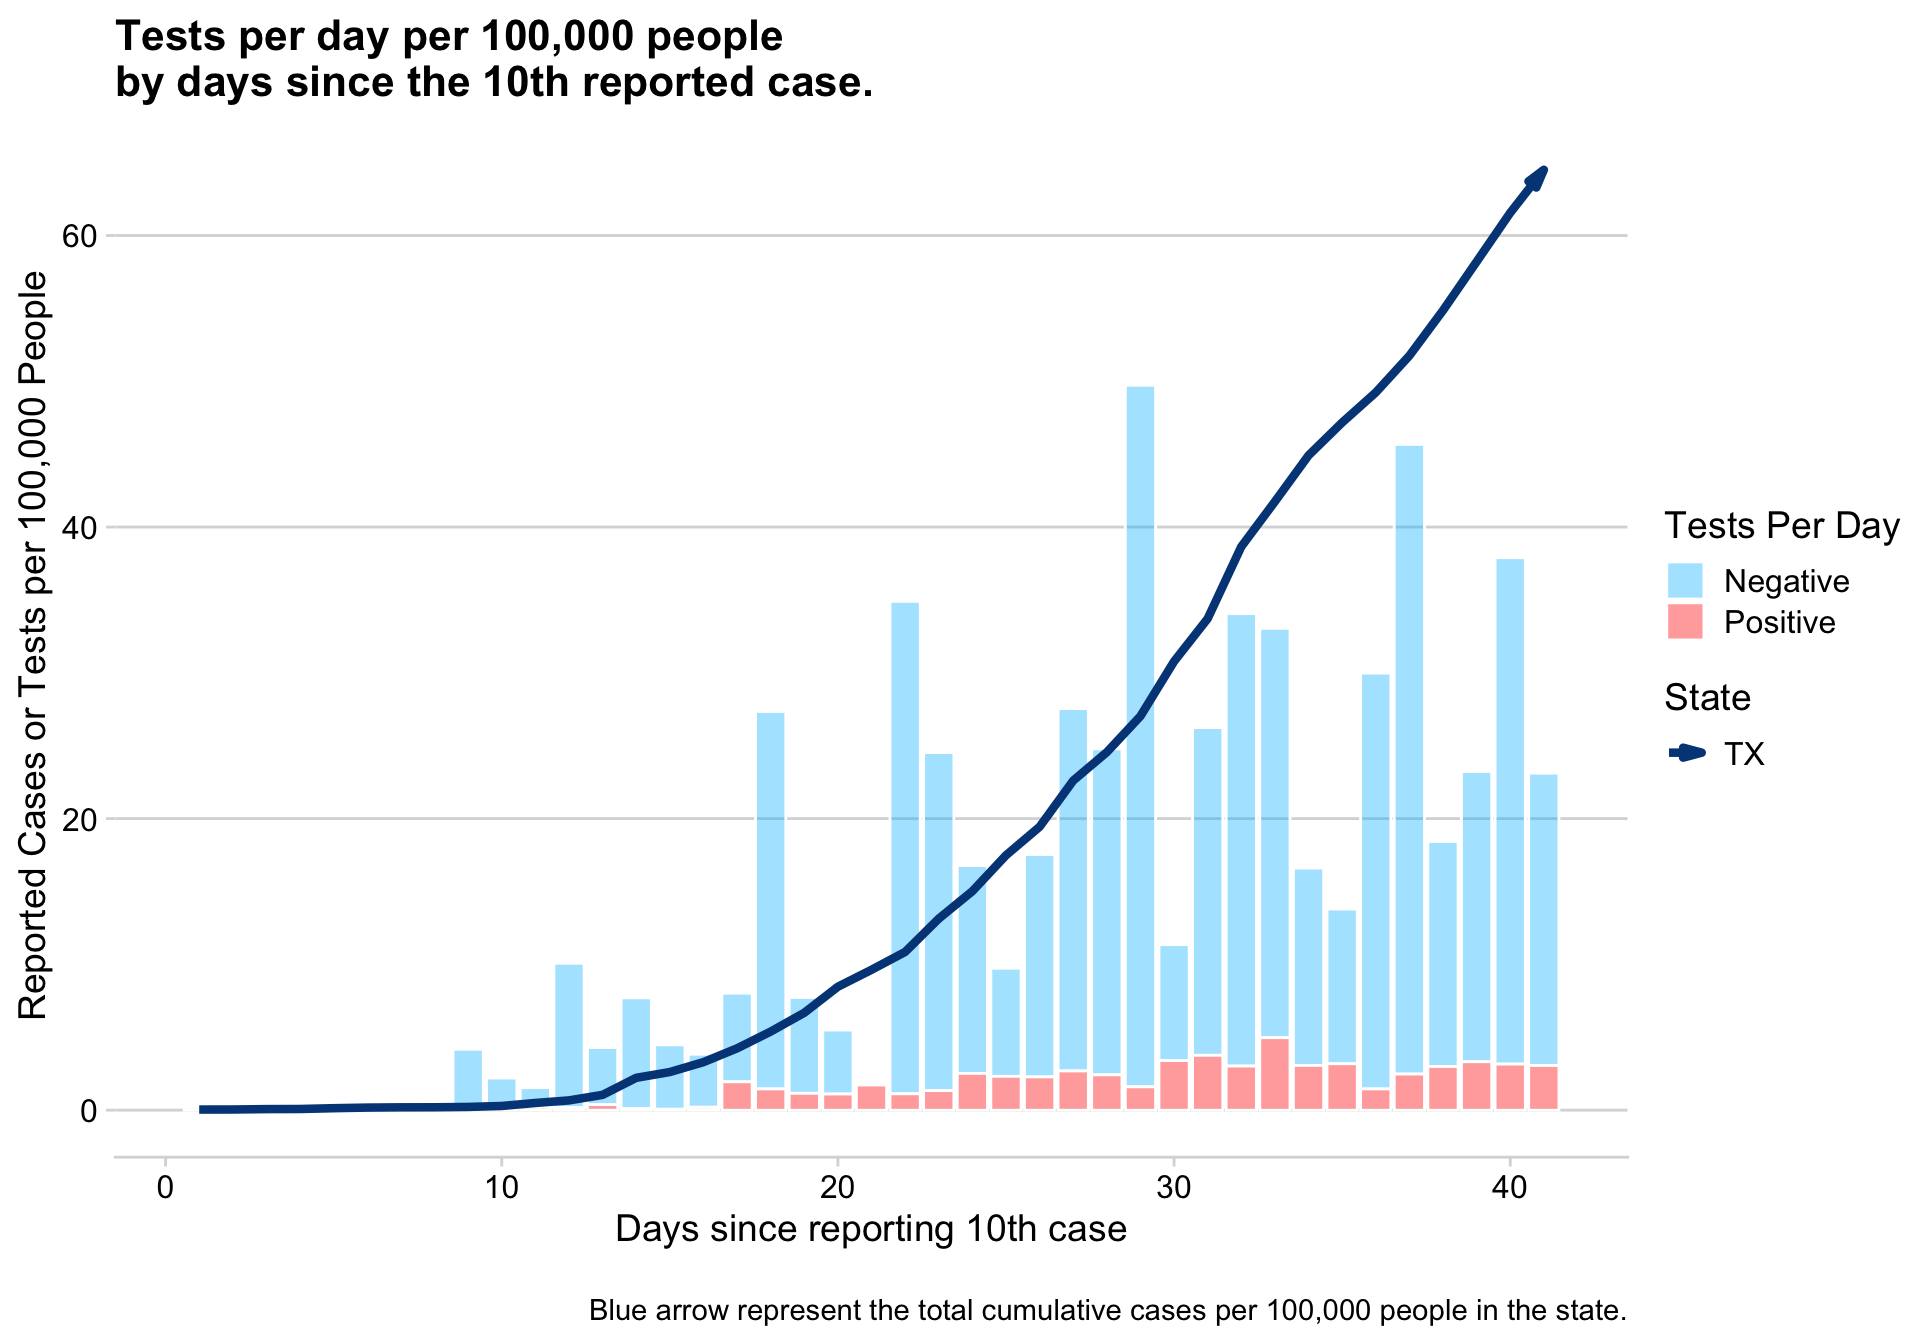 Tests per day per 100,000 people
by days since the 10th reported case.
Reported Cases or Tests per 100,000 People
60
40
20
0
0
10
20
30
40
Days since reporting 10th case
Tests Per Day
Negative
Positive
State
TX
Blue arrow represent the total cumulative cases per 100,000 people in the state.